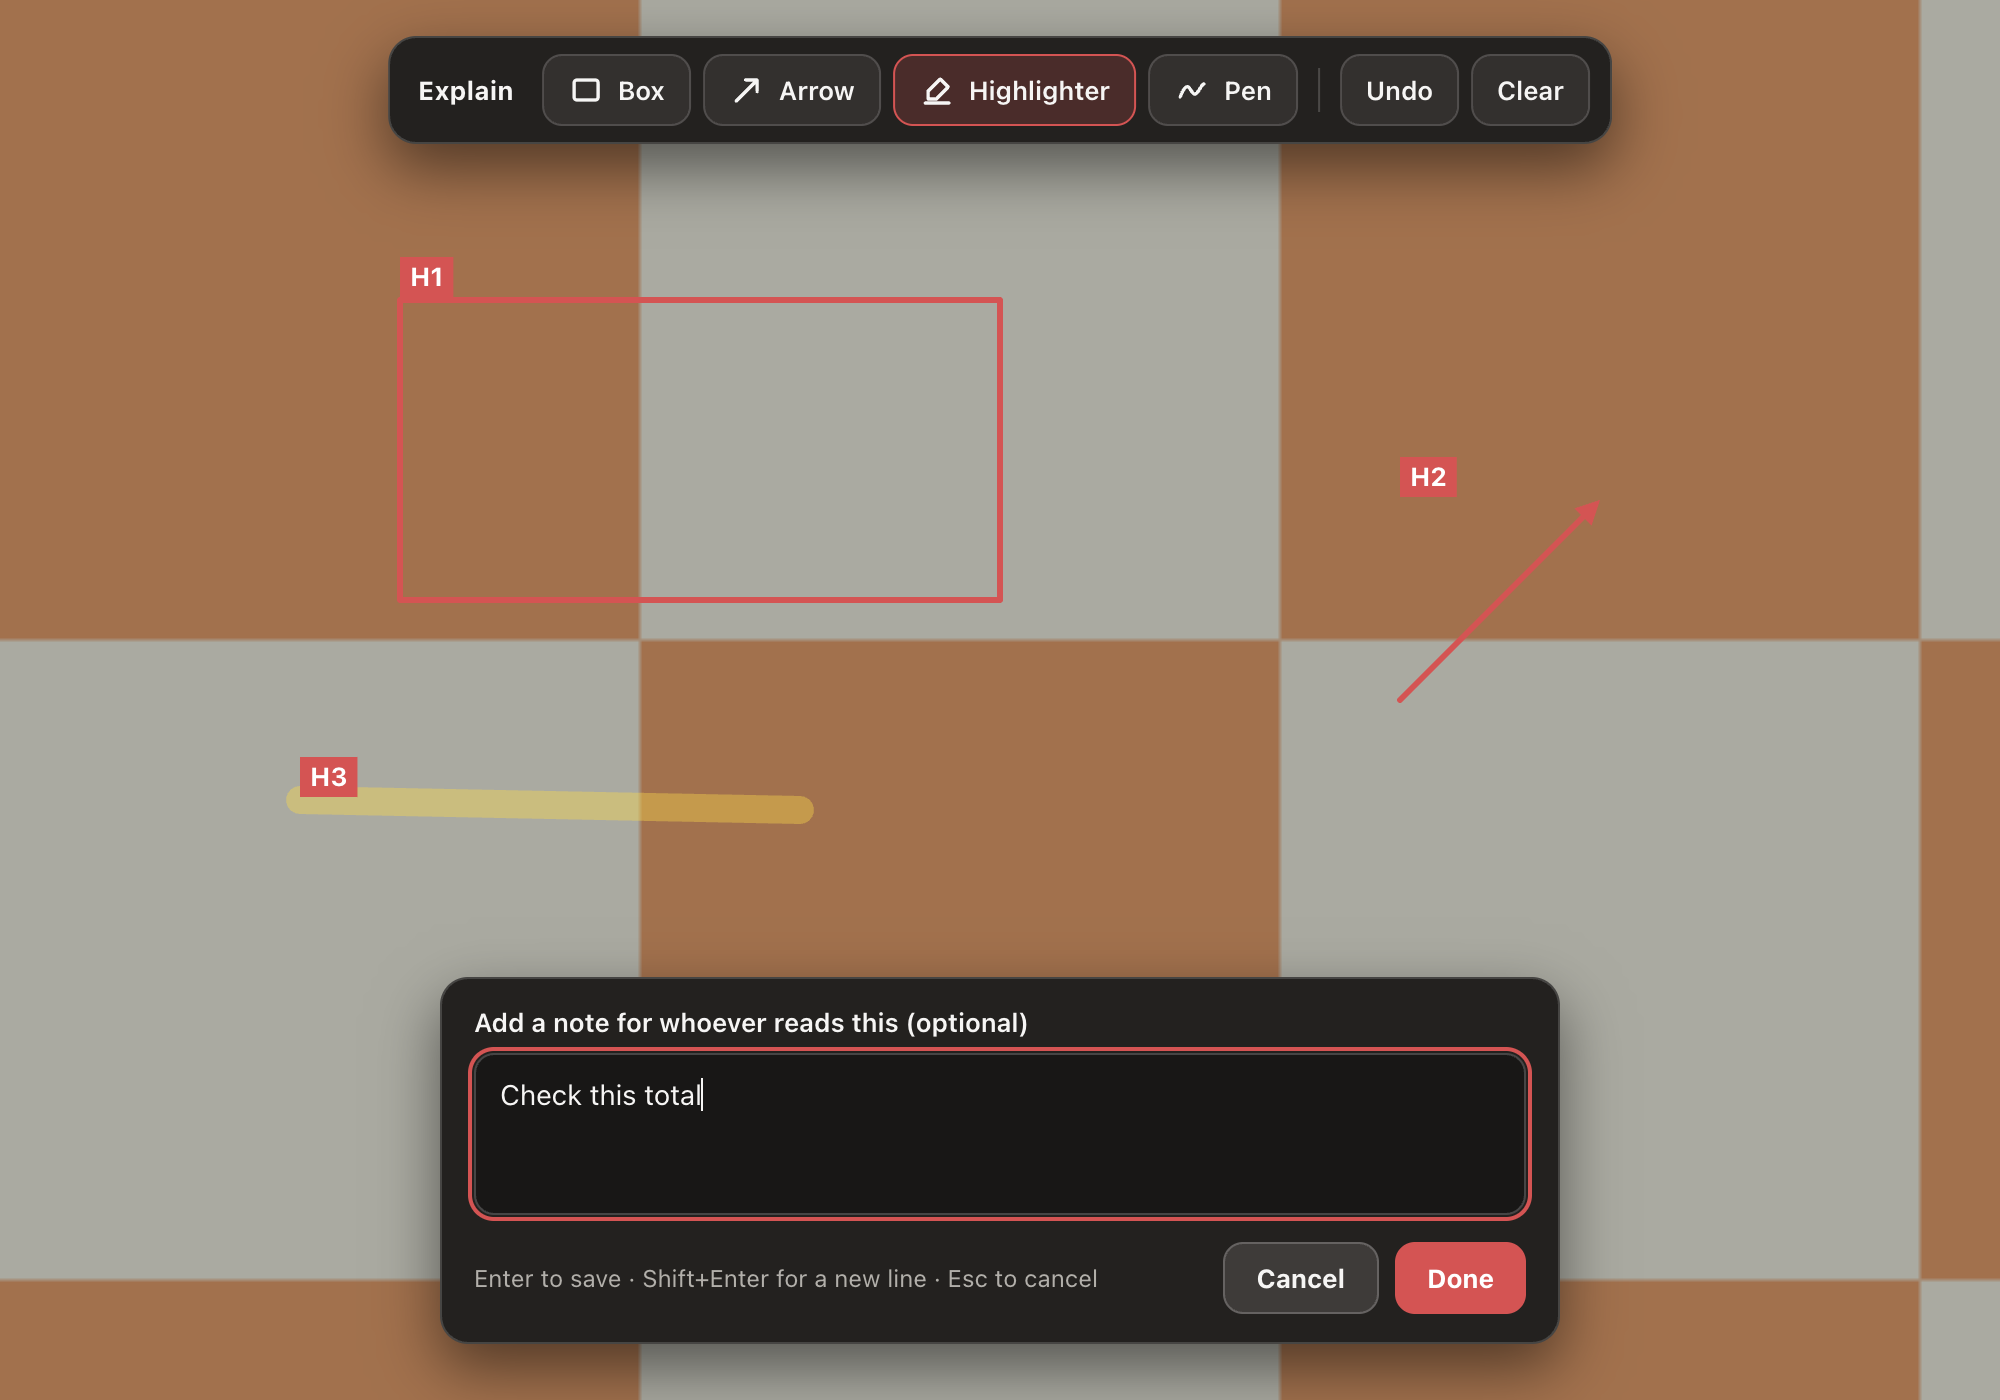 Explain Box Arrow Highlighter Pen Undo Clear
H1
H2
H3
Add a note for whoever reads this (optional)
Check this total
Enter to save · Shift+Enter for a new line · Esc to cancel Cancel Done